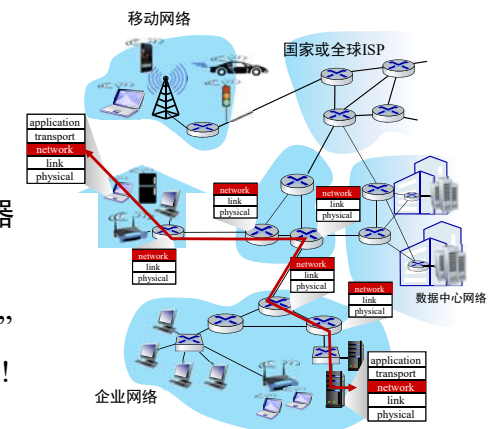 移动网络
国家或全球ISP
application
transport
network
link
physical
network
link
physical
network
link
physical
器
network
link
physical
network
link
physical
network
link
physical
数据中心网络
”
!
application
transport
network
link
physical
企业网络